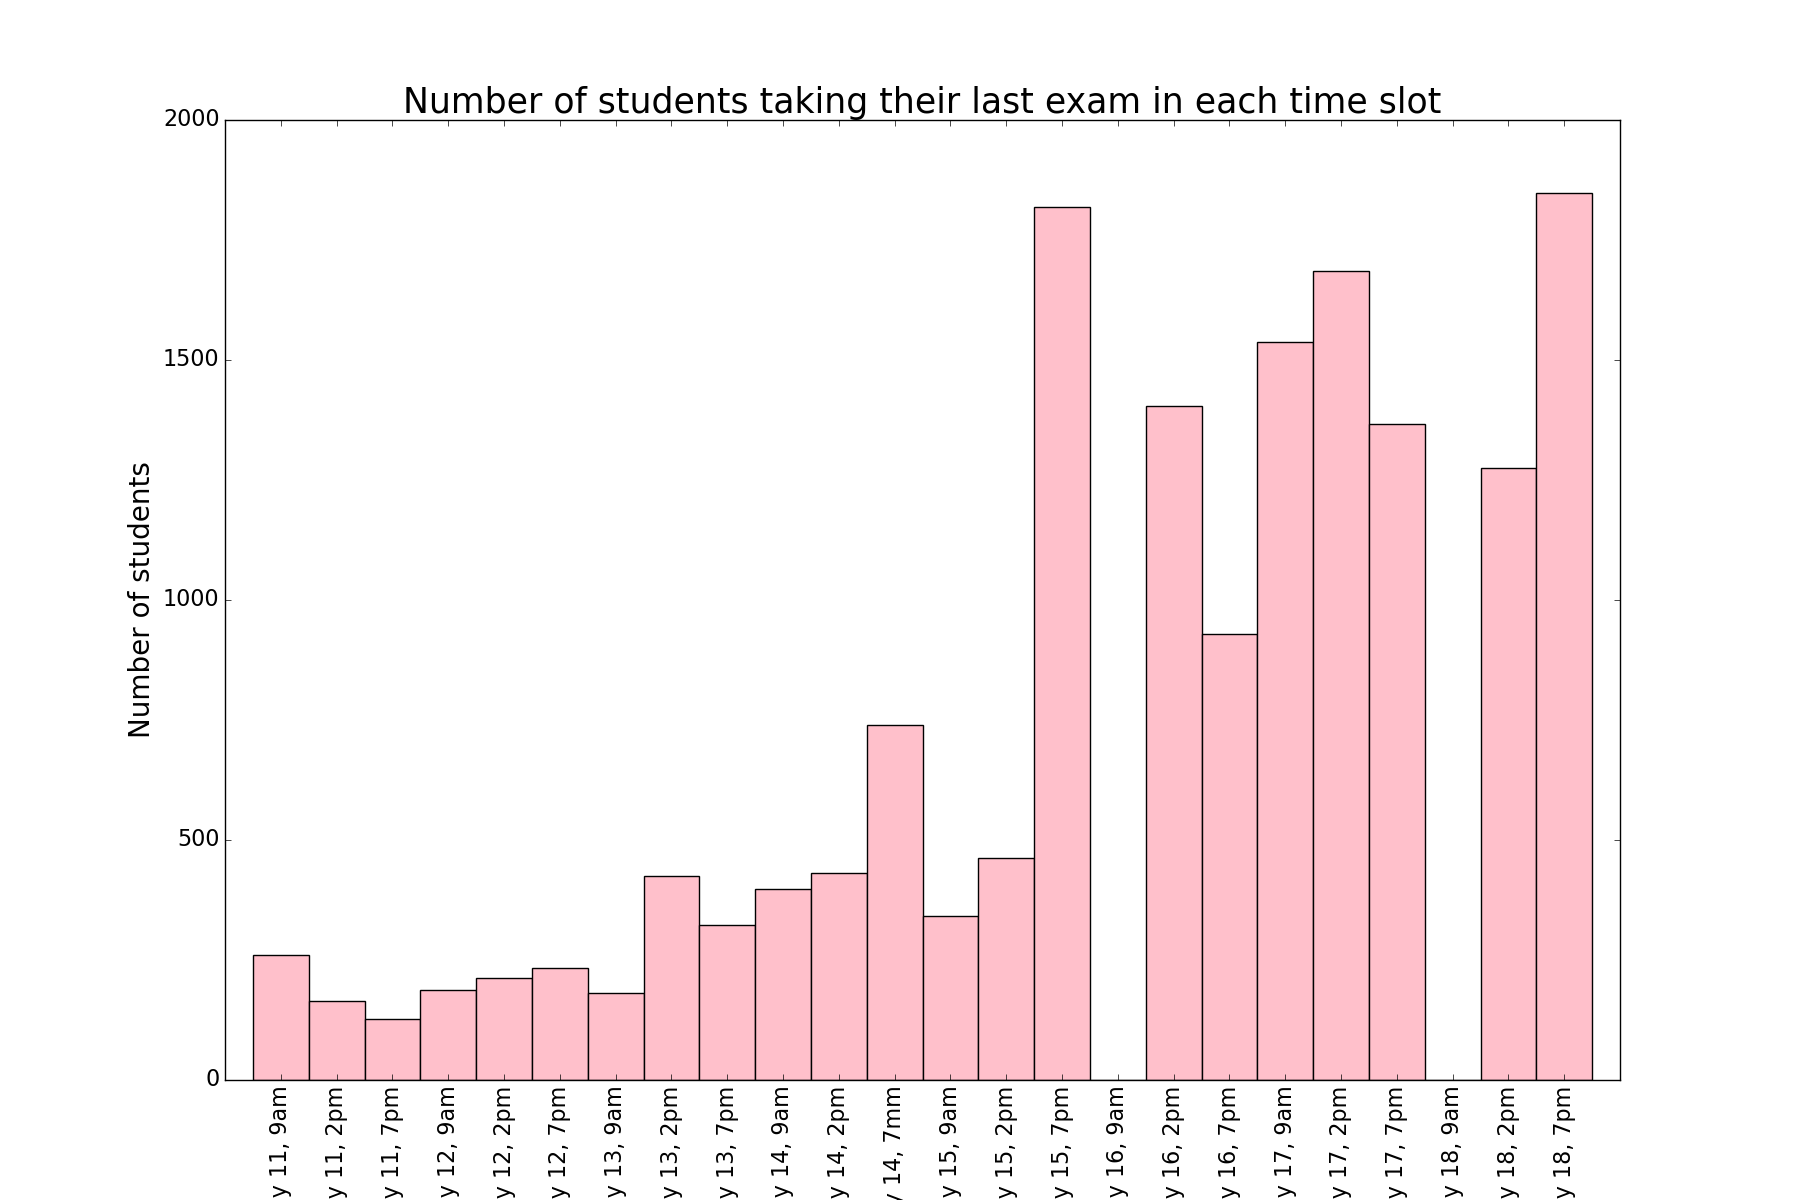 Number of students taking their last exam in each time slot
2000
1500
1000
500
0
Number of students
y 11, 9am
y 11, 2pm
y 11, 7pm
y 12, 9am
y 12, 2pm
y 12, 7pm
y 13, 9am
y 13, 2pm
y 13, 7pm
y 14, 9am
y 14, 2pm
y 14, 7mm
y 15, 9am
y 15, 2pm
y 15, 7pm
y 16, 9am
y 16, 2pm
y 16, 7pm
y 17, 9am
y 17, 2pm
y 17, 7pm
y 18, 9am
y 18, 2pm
y 18, 7pm